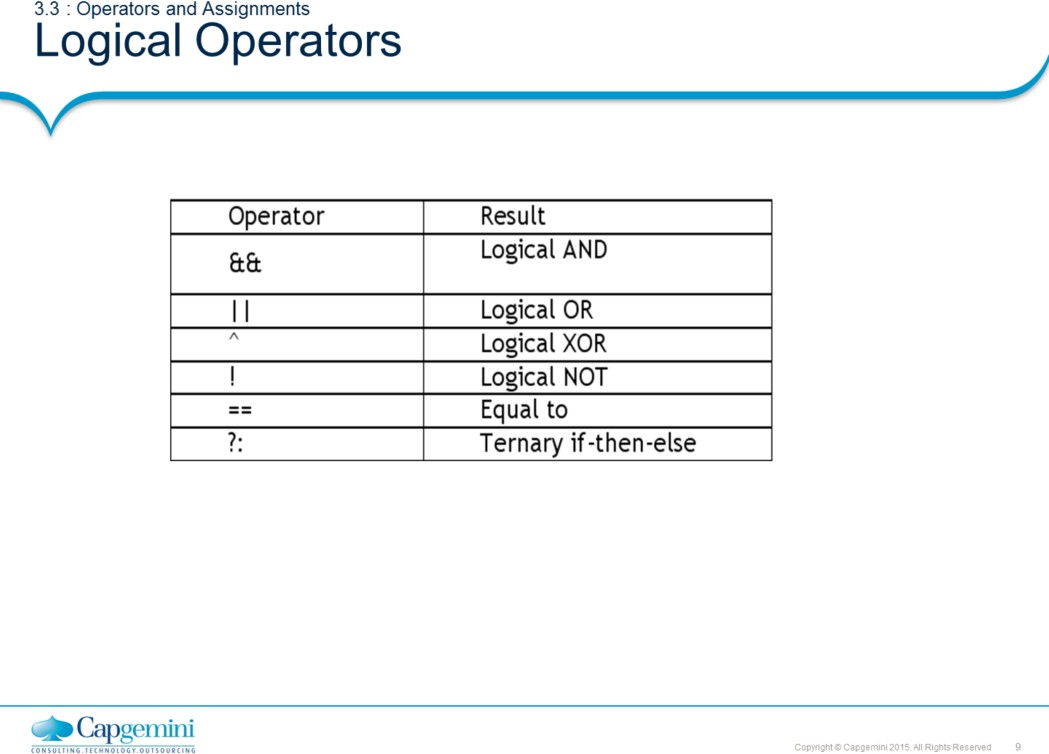 3.3 : Operators and Assignments
Logical Operators
Operator Result
&& Logical AND
|| Logical OR
^ Logical XOR
! Logical NOT
== Equal to
?: Ternary if-then-else
Capgemini
CONSULTING.TECHNOLOGY.OUTSOURCING
Copyright © Capgemini 2015. All Rights Reserved 9